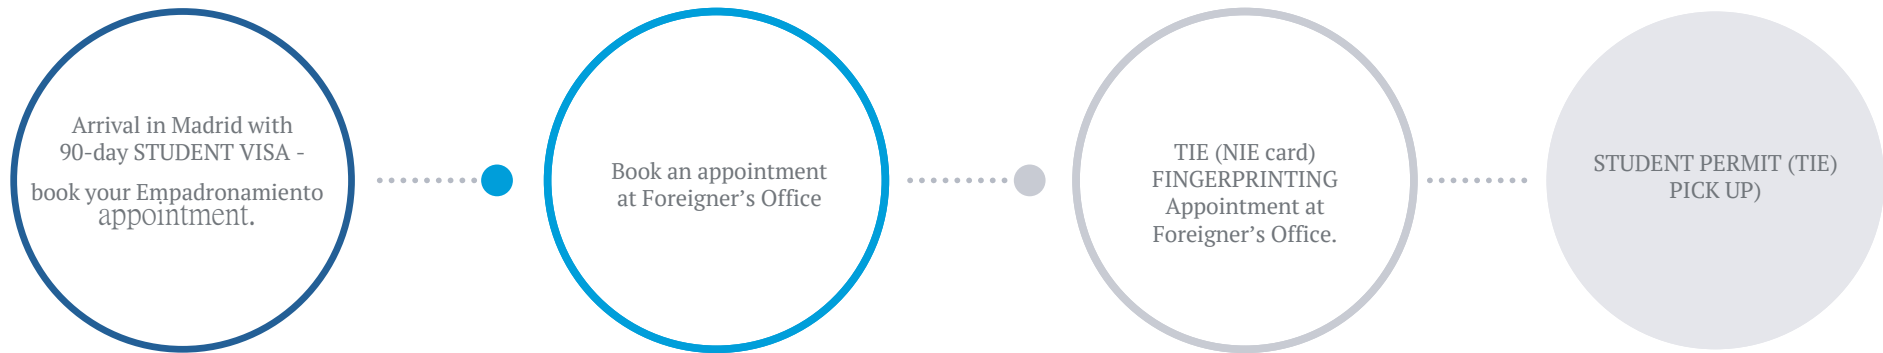 Arrival in Madrid with
90-day STUDENT VISA -
book your Empadronamiento
appointment.
Book an appointment
at Foreigner’s Office
TIE (NIE card)
FINGERPRINTING
Appointment at
Foreigner’s Office.
STUDENT PERMIT (TIE)
PICK UP)